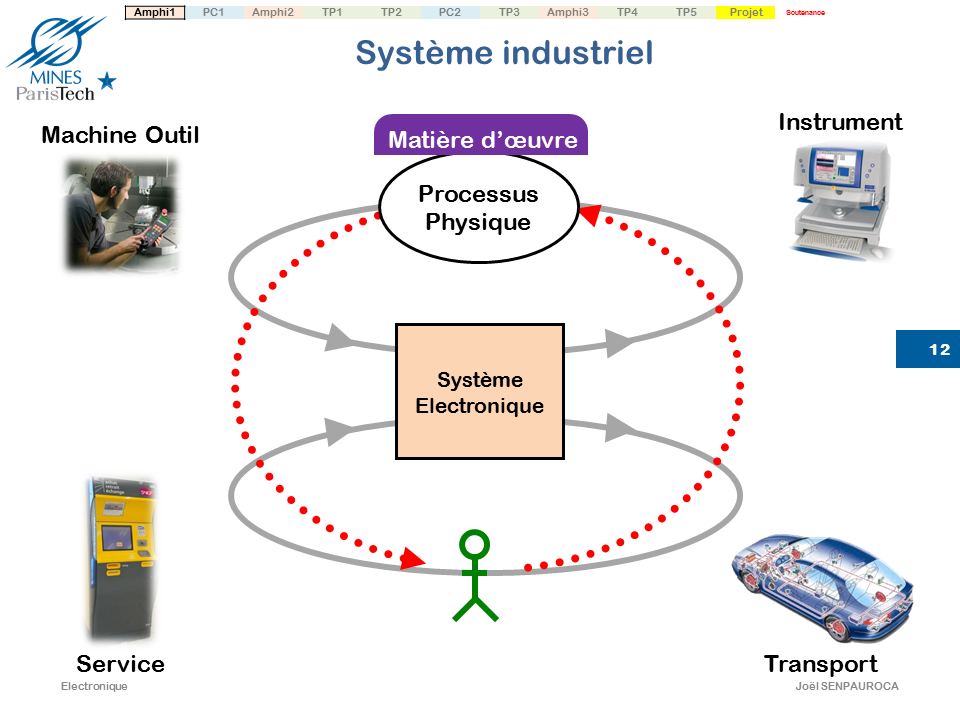 Amphi1 PC1 Amphi2 TP1 TP2 PC2 TP3 Amphi3 TP4 TP5 Projet Soutenance
Système industriel
MINES
ParisTech
Machine Outil
Instrument
Matière d'œuvre
Processus
Physique
12
Système
Electronique
Service
Transport
Electronique
Joël SENPAUROCA